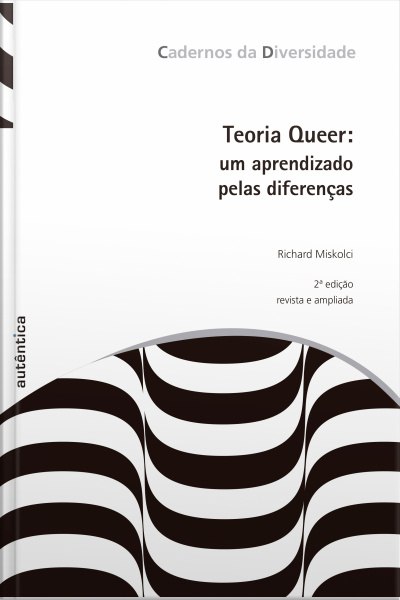 Cadernos da Diversidade
Teoria Queer:
um aprendizado
pelas diferenças
Richard Miskolci
2ª edição
revista e ampliada
autêntica